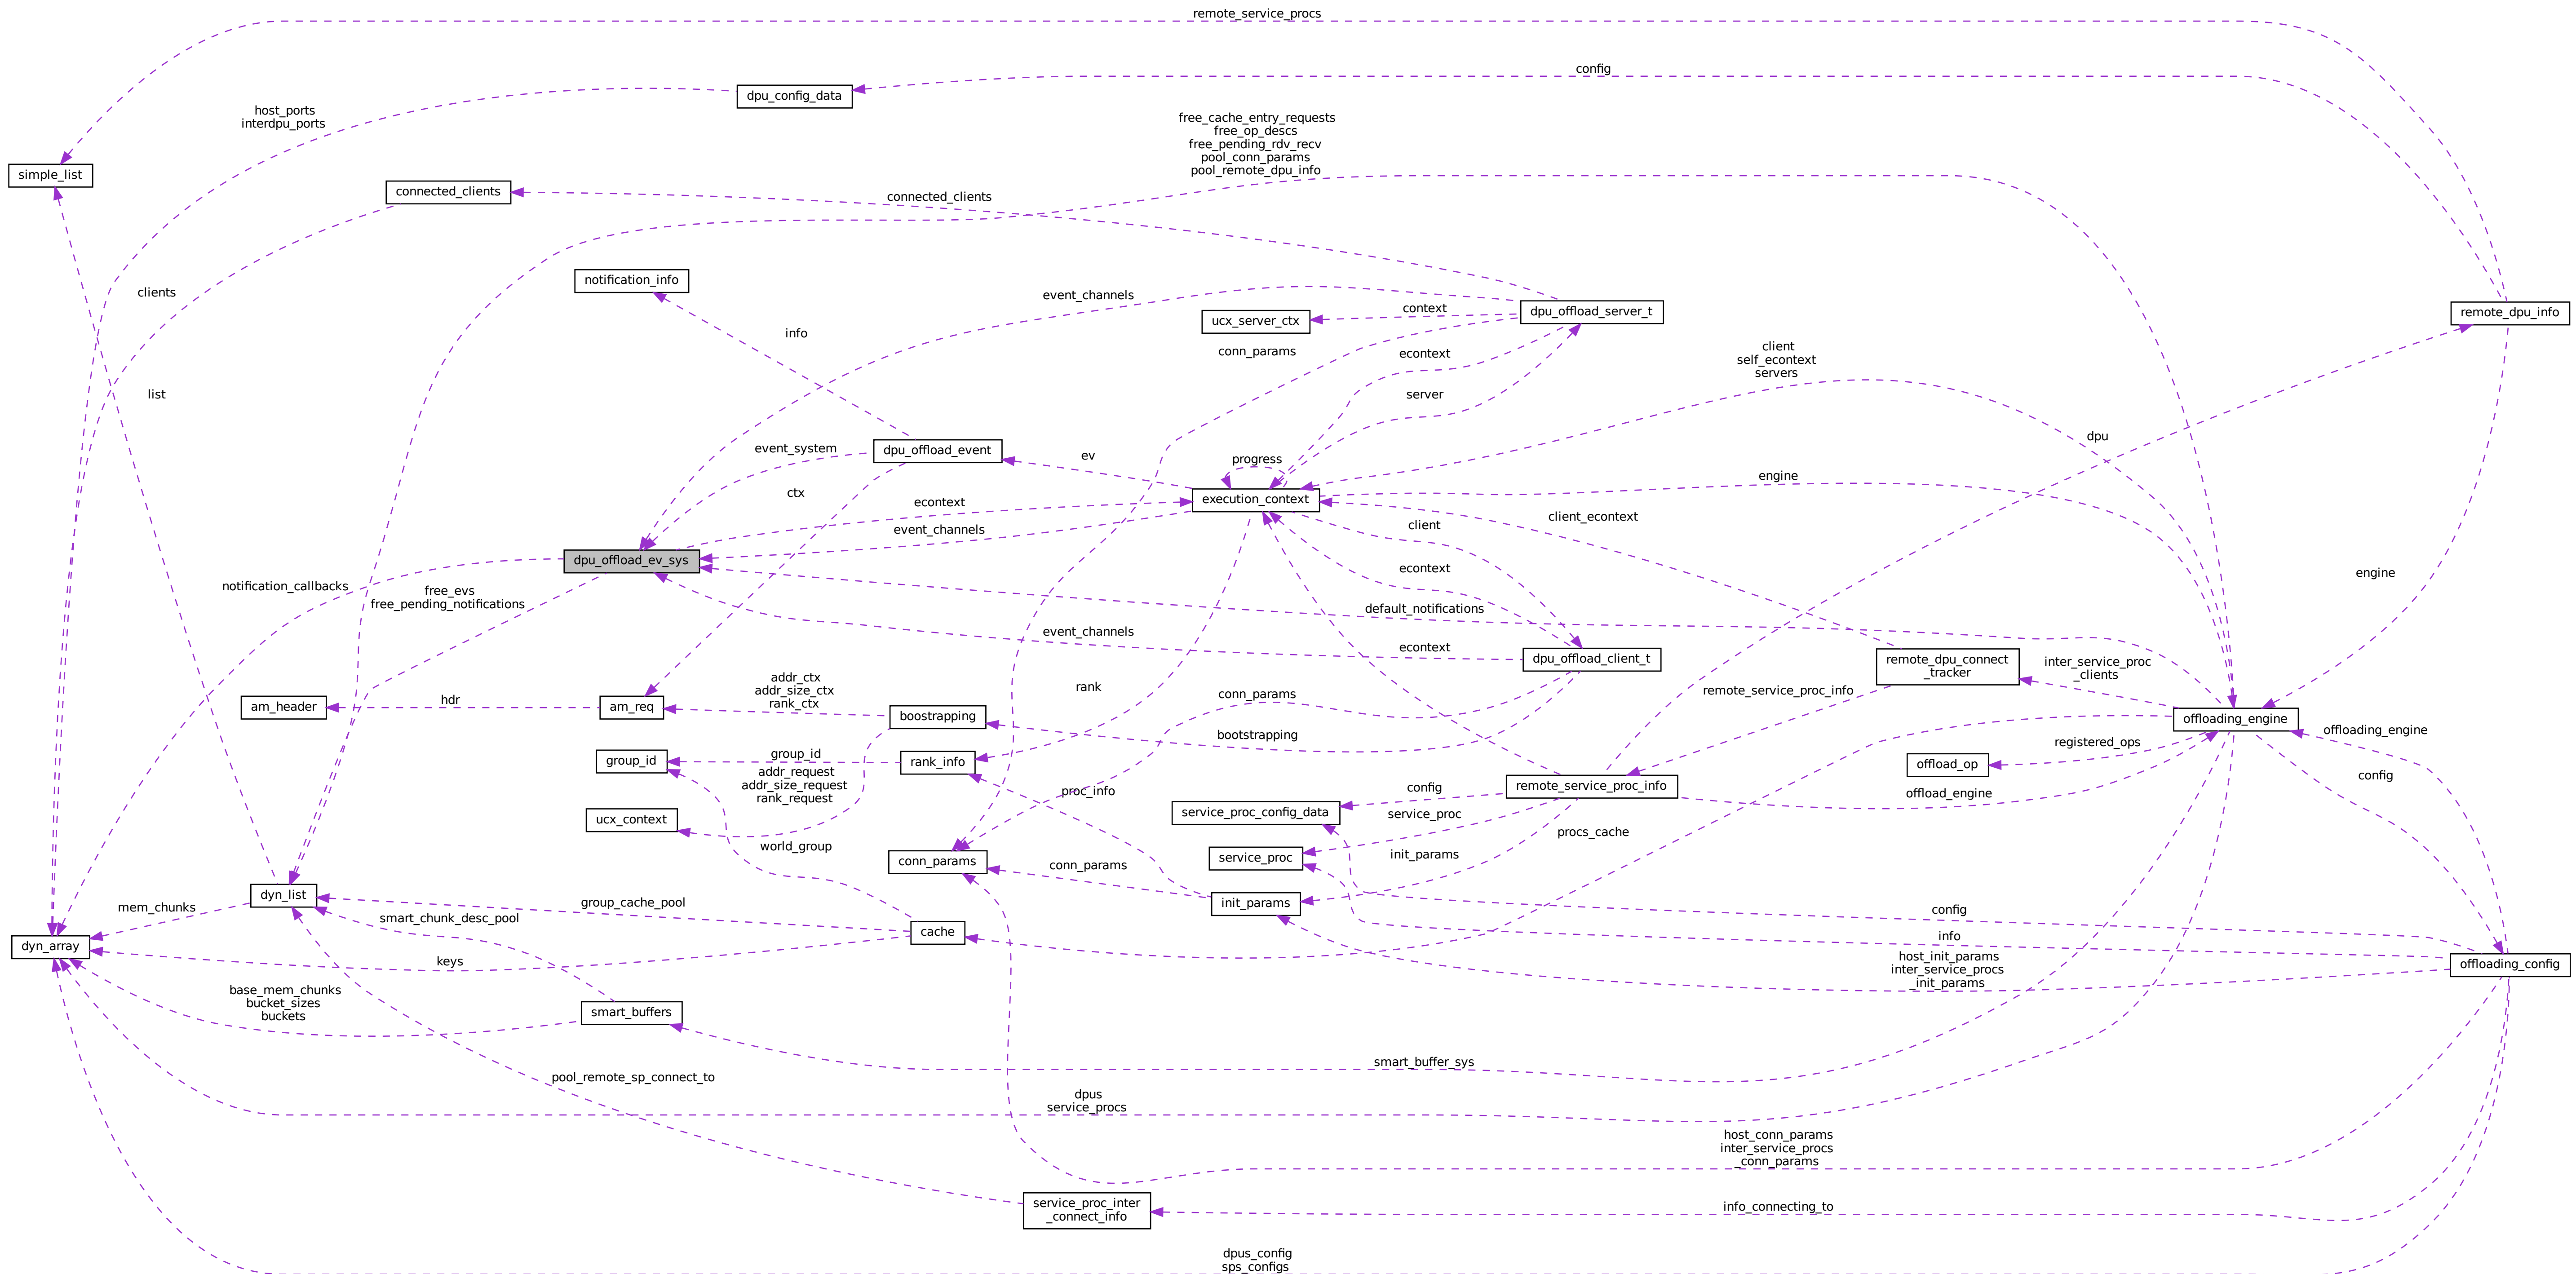 remote_service_procs
config
dpu_config_data
host_ports
interdpu_ports
free_cache_entry_requests
free_op_descs
free_pending_rdv_recv
pool_conn_params
pool_remote_dpu_info
simple_list
connected_clients
connected_clients
notification_info
clients
event_channels
context
dpu_offload_server_t
remote_dpu_info
ucx_server_ctx
info
conn_params
econtext
client
self_econtext
servers
list
server
dpu
event_system
dpu_offload_event
ev
progress
engine
ctx
execution_context
econtext
client_econtext
event_channels
client
dpu_offload_ev_sys
engine
econtext
notification_callbacks
free_evs
free_pending_notifications
default_notifications
event_channels
econtext
dpu_offload_client_t
remote_dpu_connect
_tracker
inter_service_proc
_clients
addr_ctx
addr_size_ctx
rank_ctx
rank
conn_params
remote_service_proc_info
hdr
am_header
am_req
boostrapping
offloading_engine
bootstrapping
offloading_engine
registered_ops
group_id
group_id
rank_info
offload_op
addr_request
addr_size_request
rank_request
proc_info
config
remote_service_proc_info
offload_engine
config
service_proc_config_data
service_proc
ucx_context
procs_cache
world_group
conn_params
conn_params
service_proc
init_params
dyn_list
mem_chunks
group_cache_pool
init_params
config
smart_chunk_desc_pool
cache
info
dyn_array
keys
host_init_params
inter_service_procs
_init_params
offloading_config
base_mem_chunks
bucket_sizes
buckets
smart_buffers
smart_buffer_sys
pool_remote_sp_connect_to
dpus
service_procs
host_conn_params
inter_service_procs
_conn_params
service_proc_inter
_connect_info
info_connecting_to
dpus_config
sps_configs